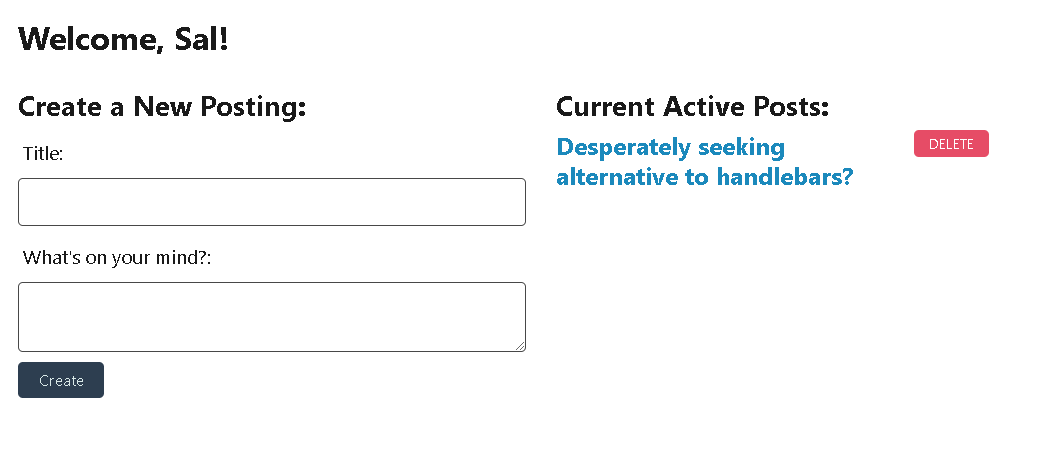 Welcome, Sal!
Create a New Posting:
Title:
What's on your mind?:
Create
Current Active Posts:
Desperately seeking
alternative to handlebars?
DELETE